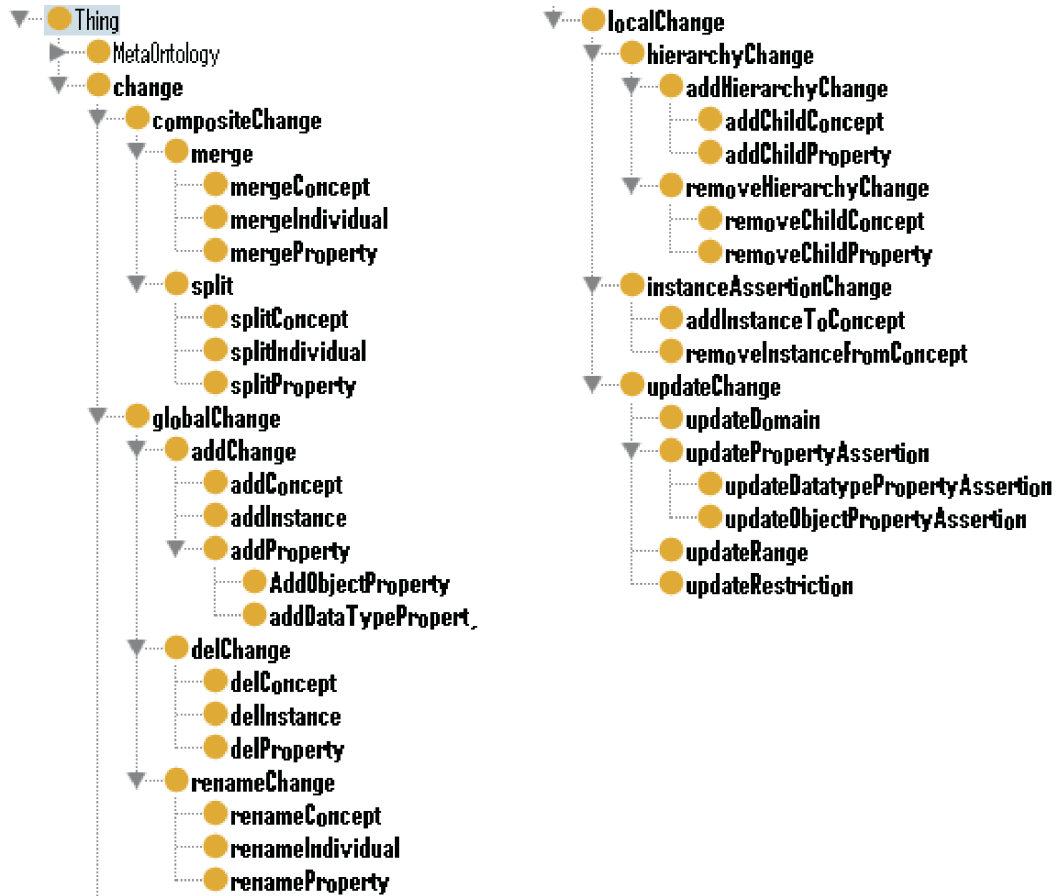 Thing
MetaOntology
change
compositeChange
merge
mergeConcept
mergeIndividual
mergeProperty
split
splitConcept
splitIndividual
splitProperty
globalChange
addChange
addConcept
addInstance
addProperty
AddObjectProperty
addDataTypePropert
delChange
delConcept
delInstance
delProperty
renameChange
renameConcept
renameIndividual
renameProperty
localChange
hierarchyChange
addHierarchyChange
addChildConcept
addChildProperty
removeHierarchyChange
removeChildConcept
removeChildProperty
instanceAssertionChange
addInstanceToConcept
removeInstanceFromConcept
updateChange
updateDomain
updatePropertyAssertion
updateDatatypePropertyAssertion
updateObjectPropertyAssertion
updateRange
updateRestriction